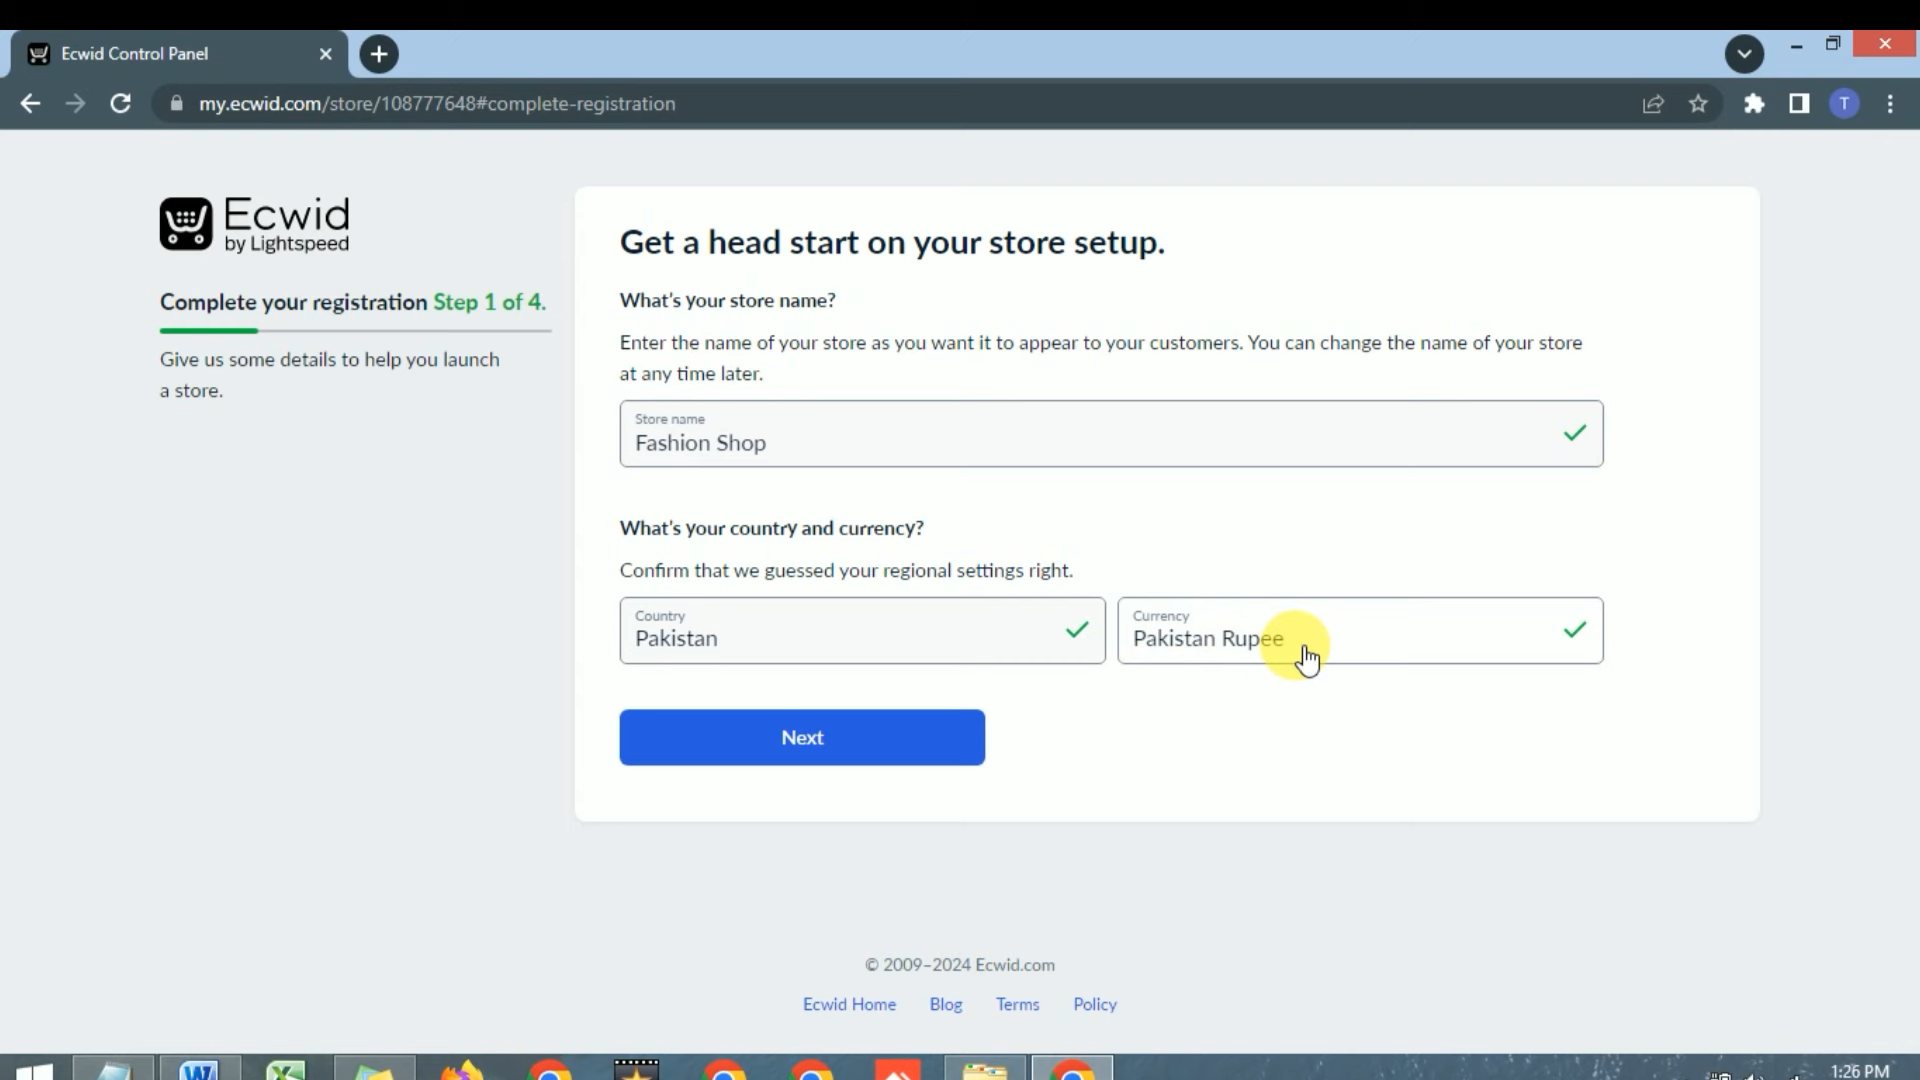 Ecwid Control Panel
my.ecwid.com/store/108777648#complete-registration
T
Ecwid
by Lightspeed
Complete your registration Step 1 of 4.
Give us some details to help you launch
a store.
Get a head start on your store setup.
What's your store name?
Enter the name of your store as you want it to appear to your customers. You can change the name of your store
at any time later.
Store name
Fashion Shop
What's your country and currency?
Confirm that we guessed your regional settings right.
Country
Pakistan
Currency
Pakistan Rupee
Next
© 2009–2024 Ecwid.com
Ecwid Home Blog Terms Policy
1:26 PM